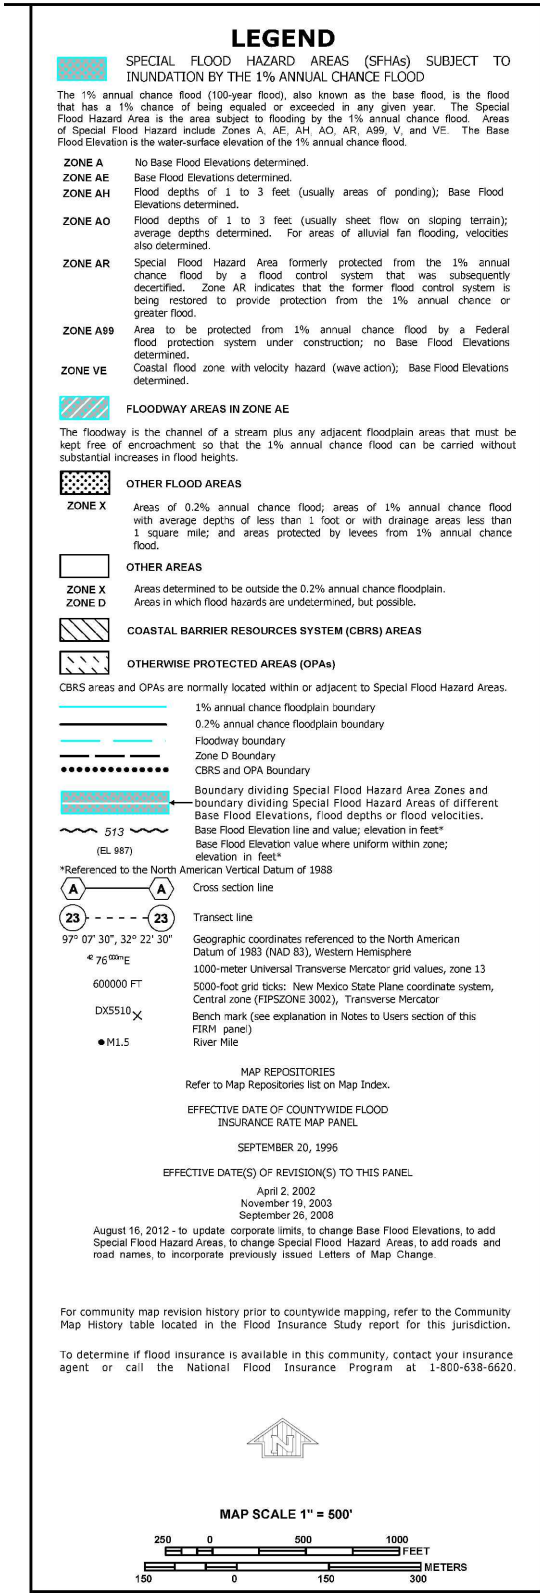 LEGEND
SPECIAL FLOOD HAZARD AREAS (SFHAs) SUBJECT TO
INUNDATION BY THE 1% ANNUAL CHANCE FLOOD
The 1% annual chance flood (100-year flood), also known as the base flood, is the flood
that has a 1% chance of being equaled or exceeded in any given year. The Special
Flood Hazard Area is the area subject to flooding by the 1% annual chance flood. Areas
of Special Flood Hazard include Zones A, AE, AH, AO, AR, A99, V, and VE. The Base
Flood Elevation is the water-surface elevation of the 1% annual chance flood.
ZONE A No Base Flood Elevations determined.
ZONE AE Base Flood Elevations determined.
ZONE AH Flood depths of 1 to 3 feet (usually areas of ponding); Base Flood
Elevations determined.
ZONE AO Flood depths of 1 to 3 feet (usually sheet flow on sloping terrain);
average depths determined. For areas of alluvial fan flooding, velocities
also determined.
ZONE AR Special Flood Hazard Area formerly protected from the 1% annual
chance flood by a flood control system that was subsequently
decertified. Zone AR indicates that the former flood control system is
being restored to provide protection from the 1% annual chance or
greater flood.
ZONE A99 Area to be protected from 1% annual chance flood by a Federal
flood protection system under construction; no Base Flood Elevations
determined.
ZONE VE Coastal flood zone with velocity hazard (wave action); Base Flood Elevations
determined.
FLOODWAY AREAS IN ZONE AE
The floodway is the channel of a stream plus any adjacent floodplain areas that must be
kept free of encroachment so that the 1% annual chance flood can be carried without
substantial increases in flood heights.
OTHER FLOOD AREAS
ZONE X Areas of 0.2% annual chance flood; areas of 1% annual chance flood
with average depths of less than 1 foot or with drainage areas less than
1 square mile; and areas protected by levees from 1% annual chance
flood.
OTHER AREAS
ZONE X Areas determined to be outside the 0.2% annual chance floodplain.
ZONE D Areas in which flood hazards are undetermined, but possible.
COASTAL BARRIER RESOURCES SYSTEM (CBRS) AREAS
OTHERWISE PROTECTED AREAS (OPAs)
CBRS areas and OPAs are normally located within or adjacent to Special Flood Hazard Areas.
1% annual chance floodplain boundary
0.2% annual chance floodplain boundary
Floodway boundary
Zone D Boundary
CBRS and OPA Boundary
Boundary dividing Special Flood Hazard Area Zones and
boundary dividing Special Flood Hazard Areas of different
Base Flood Elevations, flood depths or flood velocities.
513 Base Flood Elevation line and value; elevation in feet*
(EL 987) Base Flood Elevation value where uniform within zone;
elevation in feet*
*Referenced to the North American Vertical Datum of 1988
A A Cross section line
23 23 Transect line
97° 07' 30", 32° 22' 30" Geographic coordinates referenced to the North American
Datum of 1983 (NAD 83), Western Hemisphere
42 76 000m E 1000-meter Universal Transverse Mercator grid values, zone 13
600000 FT 5000-foot grid ticks: New Mexico State Plane coordinate system,
Central zone (FIPSZONE 3002), Transverse Mercator
DX5510 Bench mark (see explanation in Notes to Users section of this
FIRM panel)
M1.5 River Mile
MAP REPOSITORIES
Refer to Map Repositories list on Map Index.
EFFECTIVE DATE OF COUNTYWIDE FLOOD
INSURANCE RATE MAP PANEL
SEPTEMBER 20, 1996
EFFECTIVE DATE(S) OF REVISION(S) TO THIS PANEL
April 2, 2002
November 19, 2003
September 26, 2008
August 16, 2012 - to update corporate limits, to change Base Flood Elevations, to add
Special Flood Hazard Areas, to change Special Flood Hazard Areas, to add roads and
road names, to incorporate previously issued Letters of Map Change.
For community map revision history prior to countywide mapping, refer to the Community
Map History table located in the Flood Insurance Study report for this jurisdiction.
To determine if flood insurance is available in this community, contact your insurance
agent or call the National Flood Insurance Program at 1-800-638-6620.
N
MAP SCALE 1" = 500'
250 0 500 1000
FEET
METERS
150 0 150 300